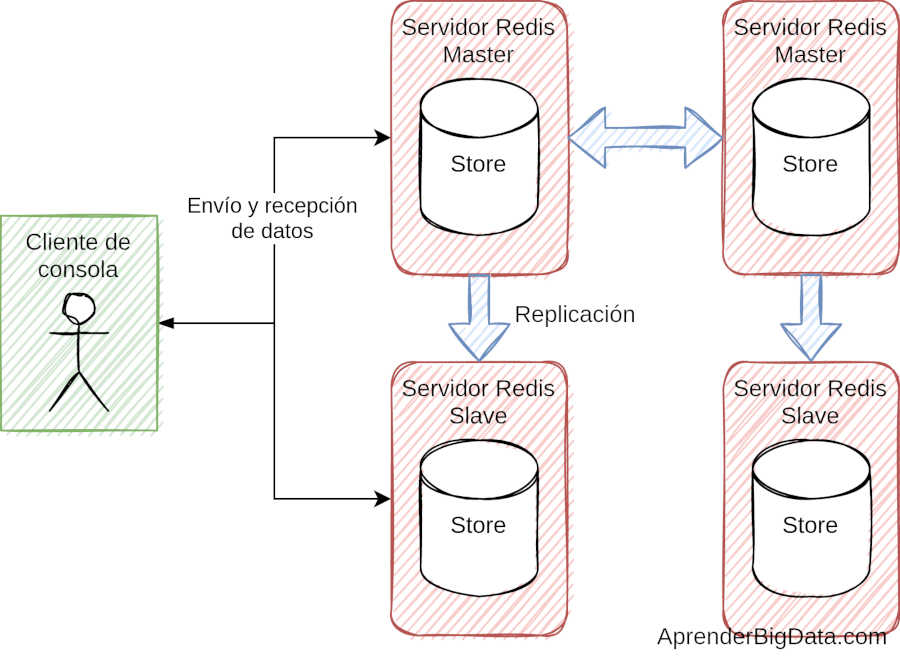 Servidor Redis
Master
Store
Servidor Redis
Master
Store
Envío y recepción
de datos
Cliente de
consola
Replicación
Servidor Redis
Slave
Store
Servidor Redis
Slave
Store
AprenderBigData.com